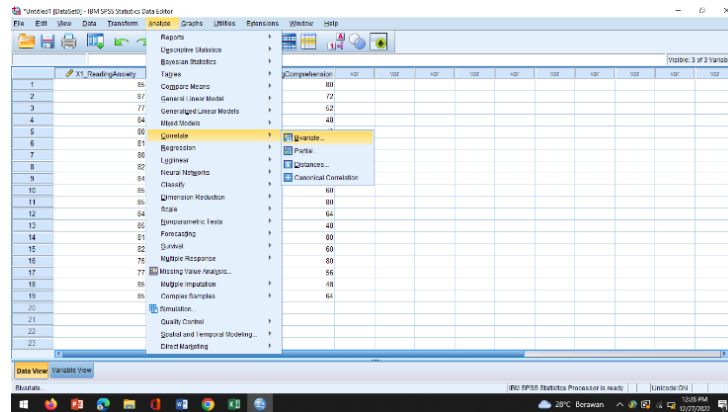 *Untitled1 [DataSet0] - IBM SPSS Statistics Data Editor
File Edit View Data Transform Analyze Graphs Utilities Extensions Window Help
Visible: 3 of 3 Variab
X1_ReadingAnxiety gComprehension var var var var var var var
1 85 80
2 87 72
3 77 52
4 84 40
5 80
6 81
7 80
8 82
9 84
10 85 60
11 85 80
12 84 64
13 85 40
14 81 80
15 82 60
16 75 80
17 77 56
18 85 48
19 85 64
20
21
22
23
Reports
Descriptive Statistics
Bayesian Statistics
Tables
Compare Means
General Linear Model
Generalized Linear Models
Mixed Models
Correlate
Regression
Loglinear
Neural Networks
Classify
Dimension Reduction
Scale
Nonparametric Tests
Forecasting
Survival
Multiple Response
Missing Value Analysis...
Multiple Imputation
Complex Samples
Simulation...
Quality Control
Spatial and Temporal Modeling...
Direct Marketing
Bivariate...
Partial...
Distances...
Canonical Correlation
Data View Variable View
Bivariate... IBM SPSS Statistics Processor is ready Unicode:ON
28°C Berawan 12:28 PM
12/27/2022